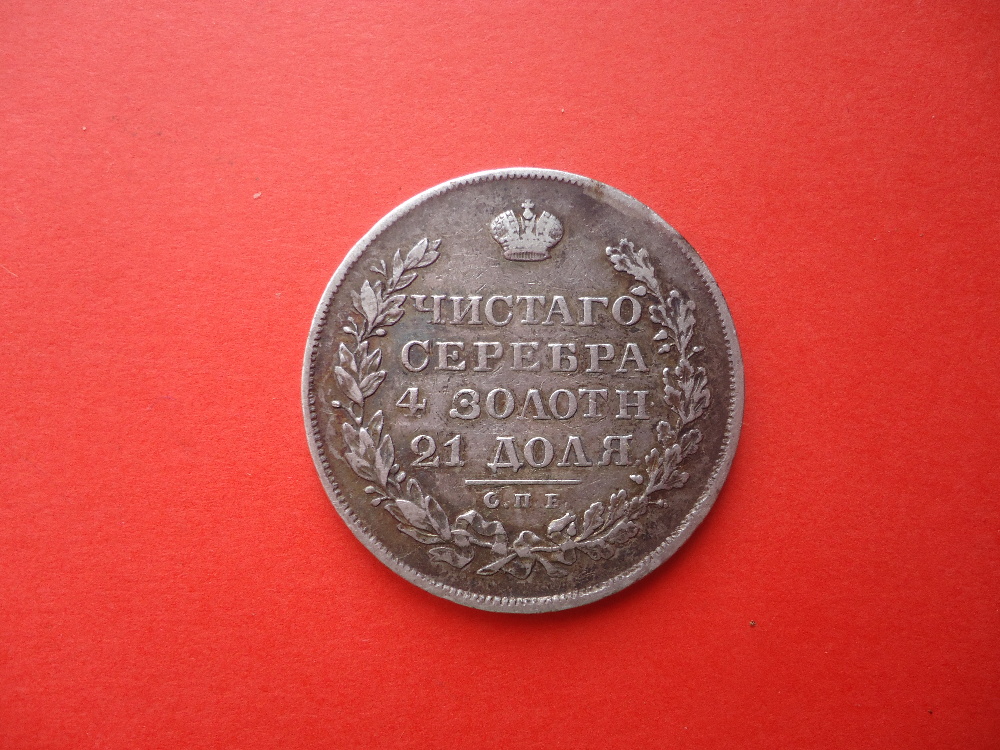 ЧИСТАГО
СЕРЕБРА
4 ЗОЛОТН
21 ДОЛЯ
С.П.Б.